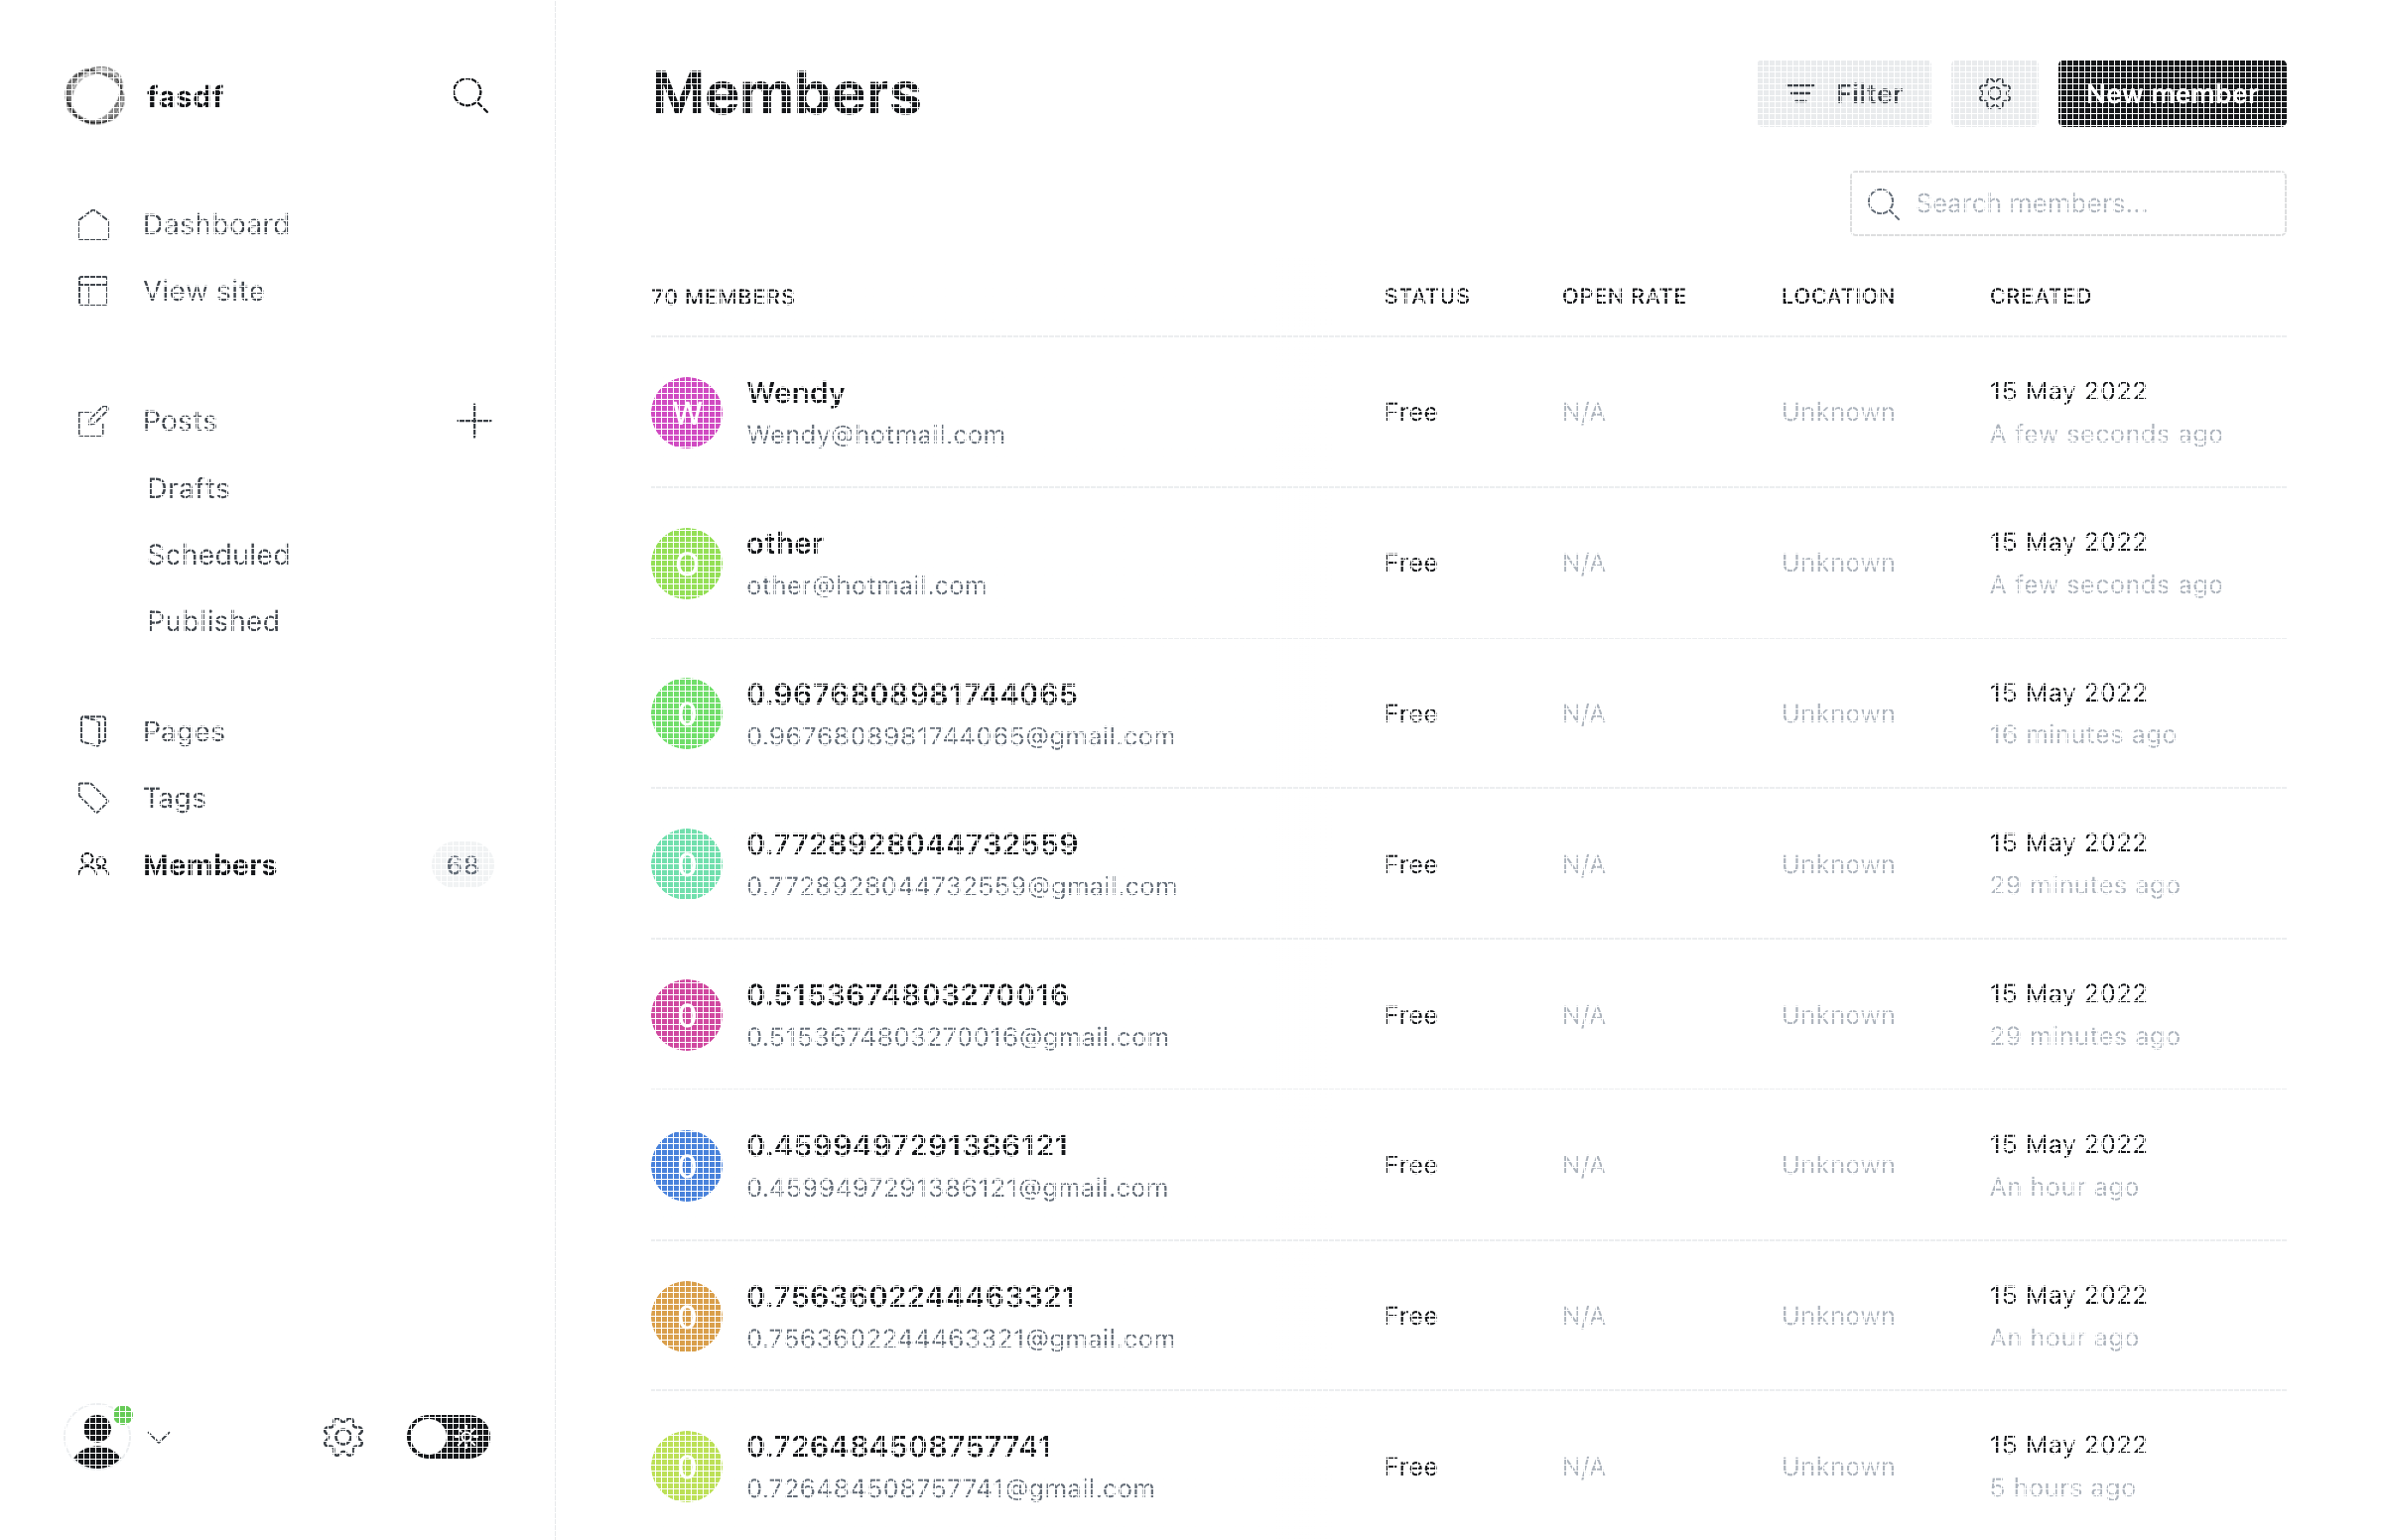 fasdf
Dashboard
View site
Posts
Drafts
Scheduled
Published
Pages
Tags
Members 68
Members
Filter
New member
Search members...
70 MEMBERS STATUS OPEN RATE LOCATION CREATED
W Wendy Wendy@hotmail.com Free N/A Unknown 15 May 2022 A few seconds ago
O other other@hotmail.com Free N/A Unknown 15 May 2022 A few seconds ago
0 0.9676808981744065 0.9676808981744065@gmail.com Free N/A Unknown 15 May 2022 16 minutes ago
0 0.7728928044732559 0.7728928044732559@gmail.com Free N/A Unknown 15 May 2022 29 minutes ago
0 0.5153674803270016 0.5153674803270016@gmail.com Free N/A Unknown 15 May 2022 29 minutes ago
0 0.4599497291386121 0.4599497291386121@gmail.com Free N/A Unknown 15 May 2022 An hour ago
0 0.7563602244463321 0.7563602244463321@gmail.com Free N/A Unknown 15 May 2022 An hour ago
0 0.726484508757741 0.726484508757741@gmail.com Free N/A Unknown 15 May 2022 5 hours ago